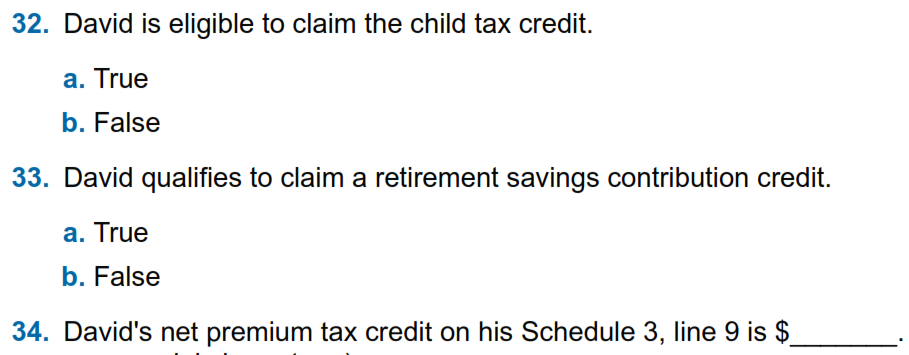 32. David is eligible to claim the child tax credit.
a. True
b. False
33. David qualifies to claim a retirement savings contribution credit.
a. True
b. False
34. David's net premium tax credit on his Schedule 3, line 9 is $_______.